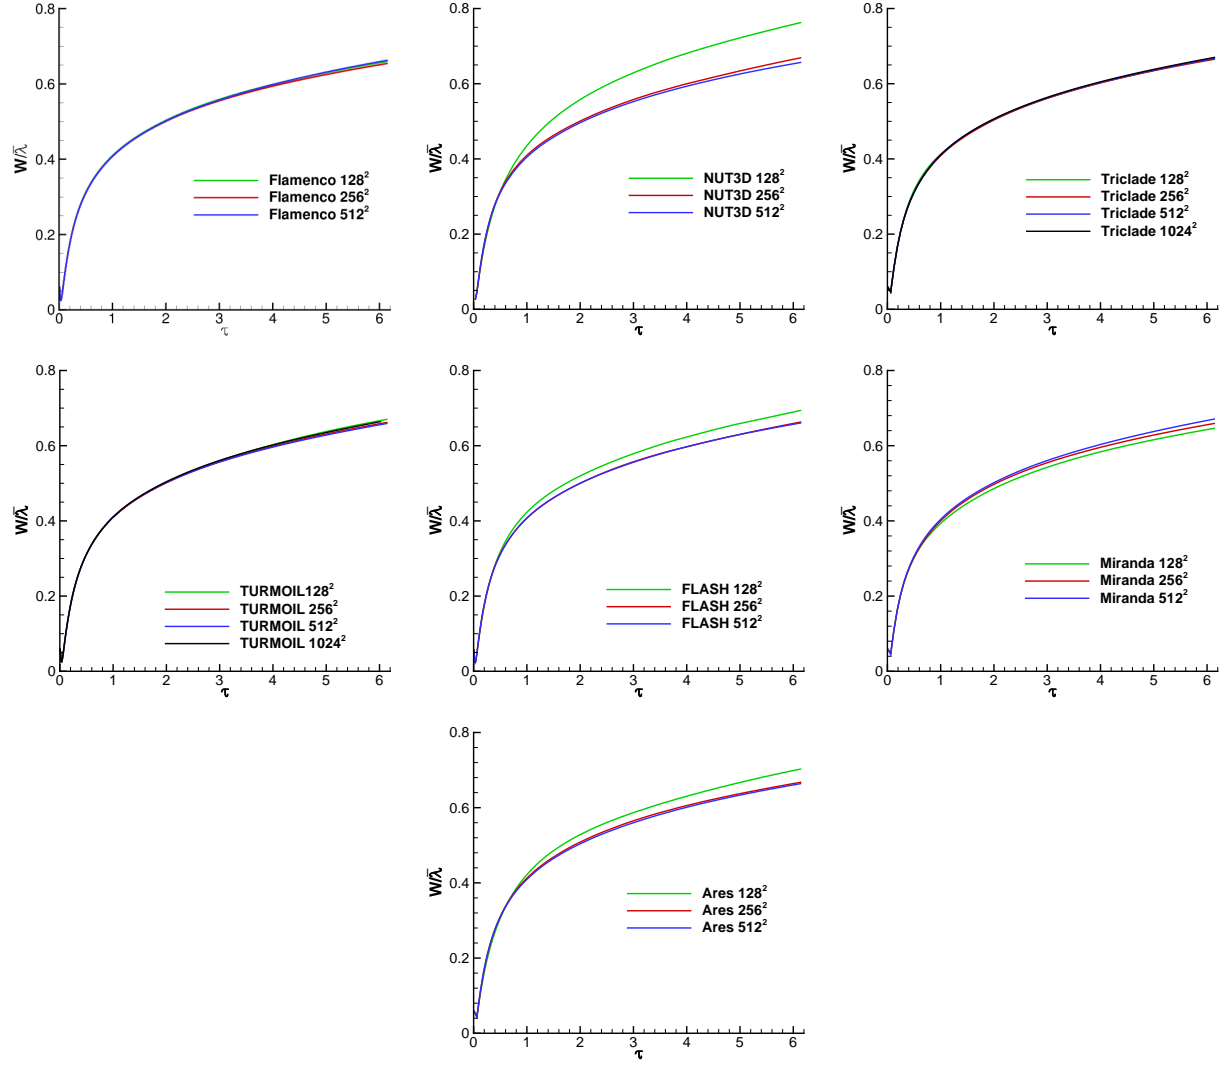 0.8
0.6
0.4
0.2
0
W/λ̄
Flamenco 128²
Flamenco 256²
Flamenco 512²
0 1 2 3 4 5 6
τ
0.8
0.6
0.4
0.2
0
W/λ̄
NUT3D 128²
NUT3D 256²
NUT3D 512²
0 1 2 3 4 5 6
τ
0.8
0.6
0.4
0.2
0
W/λ̄
Triclade 128²
Triclade 256²
Triclade 512²
Triclade 1024²
0 1 2 3 4 5 6
τ
0.8
0.6
0.4
0.2
0
W/λ̄
TURMOIL128²
TURMOIL 256²
TURMOIL 512²
TURMOIL 1024²
0 1 2 3 4 5 6
τ
0.8
0.6
0.4
0.2
0
W/λ̄
FLASH 128²
FLASH 256²
FLASH 512²
0 1 2 3 4 5 6
τ
0.8
0.6
0.4
0.2
0
W/λ̄
Miranda 128²
Miranda 256²
Miranda 512²
0 1 2 3 4 5 6
τ
0.8
0.6
0.4
0.2
0
W/λ̄
Ares 128²
Ares 256²
Ares 512²
0 1 2 3 4 5 6
τ